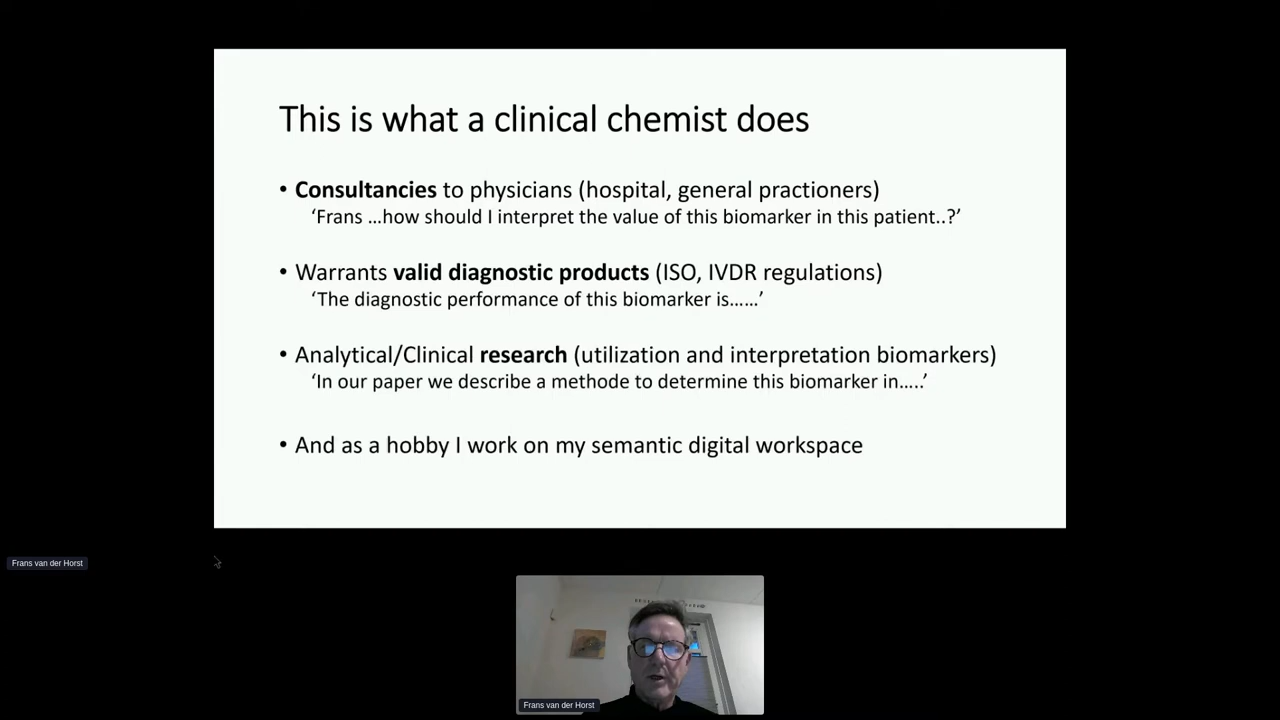 This is what a clinical chemist does
• Consultancies to physicians (hospital, general practioners)
‘Frans …how should I interpret the value of this biomarker in this patient..?’
• Warrants valid diagnostic products (ISO, IVDR regulations)
‘The diagnostic performance of this biomarker is……’
• Analytical/Clinical research (utilization and interpretation biomarkers)
‘In our paper we describe a methode to determine this biomarker in…..’
• And as a hobby I work on my semantic digital workspace
Frans van der Horst
Frans van der Horst